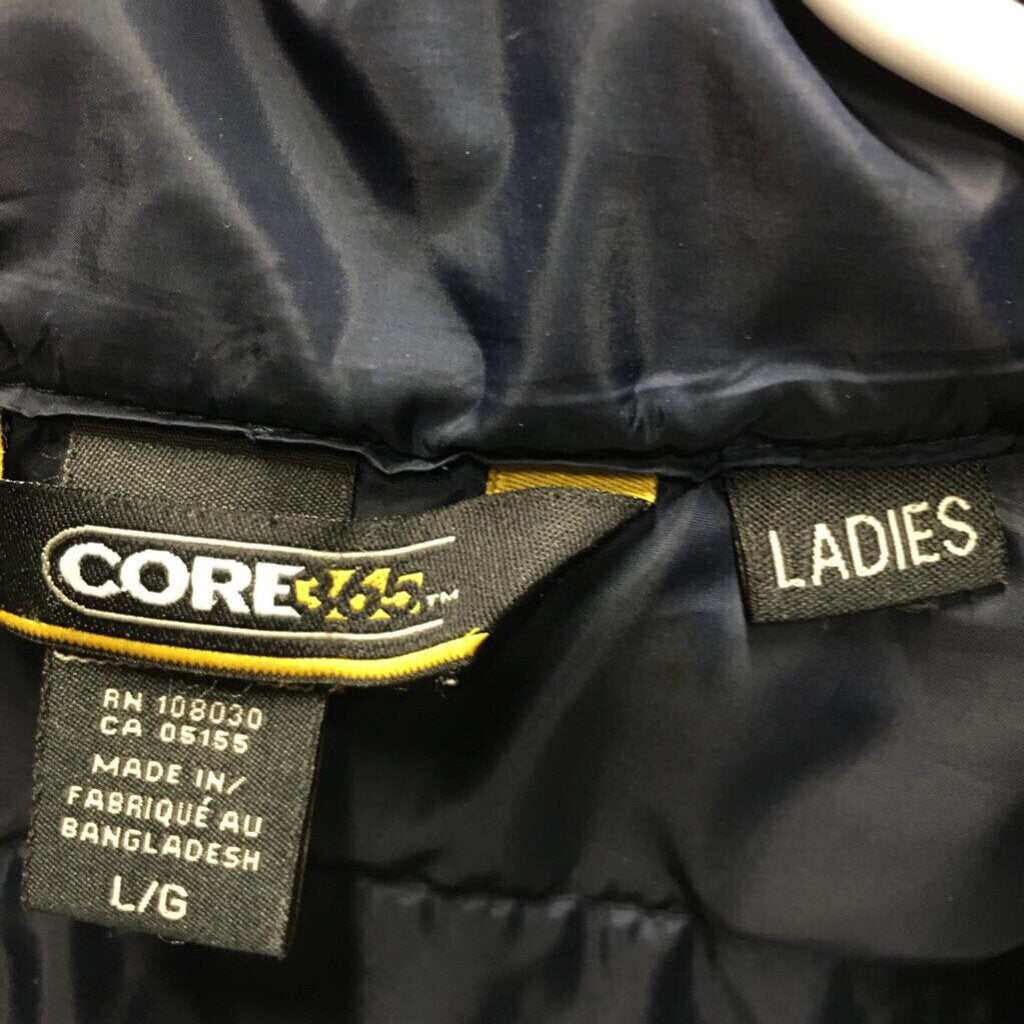 CORE365™
LADIES
RN 108030
CA 05155
MADE IN/
FABRIQUÉ AU
BANGLADESH
L/G